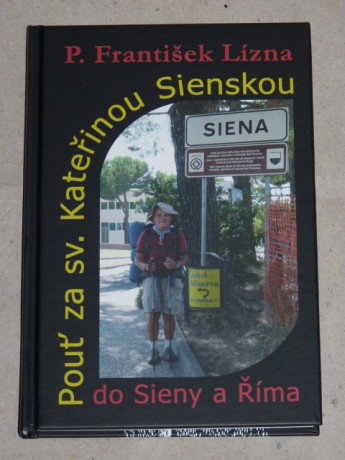 P. František Lízna
Pouť za sv. Kateřinou Sienskou
do Sieny a Říma
SIENA